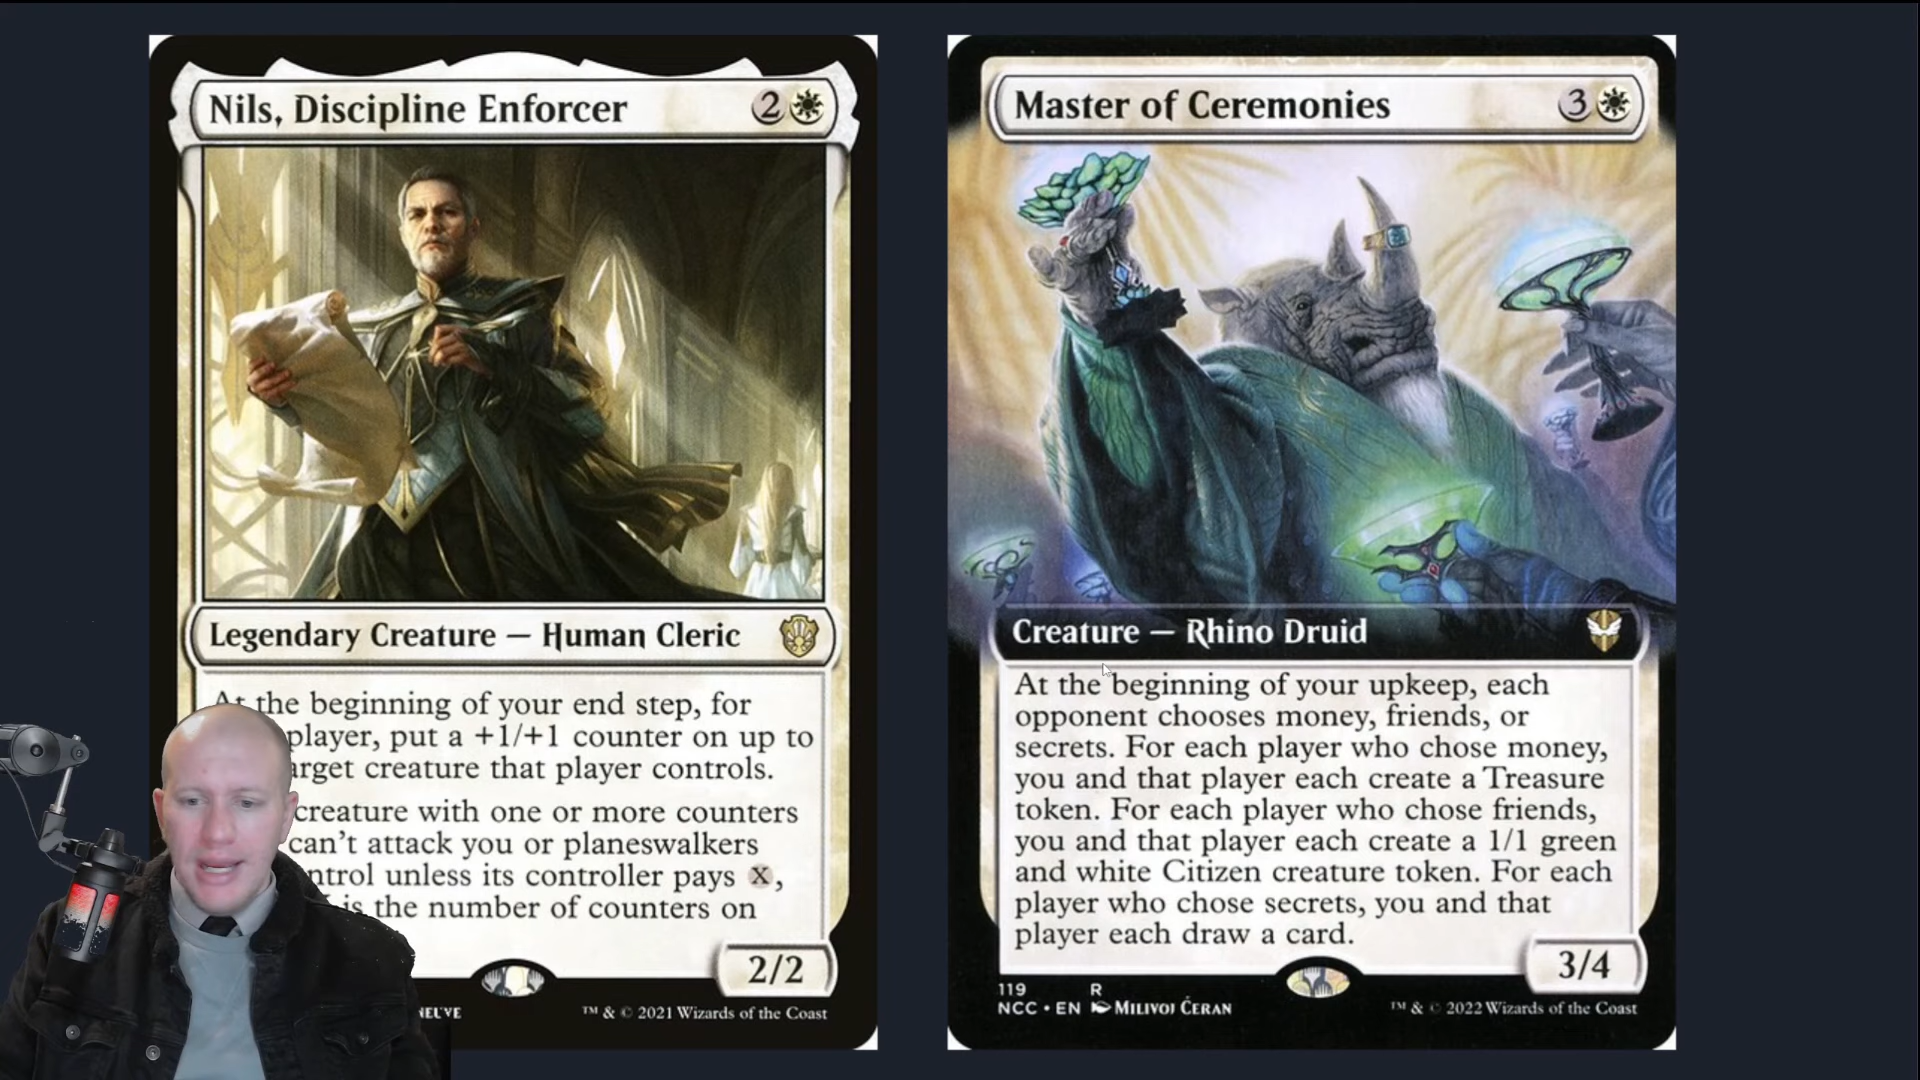 Nils, Discipline Enforcer 2
Legendary Creature — Human Cleric
At the beginning of your end step, for
player, put a +1/+1 counter on up to
target creature that player controls.
creature with one or more counters
can't attack you or planeswalkers
control unless its controller pays X,
is the number of counters on
2/2
™ & © 2021 Wizards of the Coast
Master of Ceremonies 3
Creature — Rhino Druid
At the beginning of your upkeep, each
opponent chooses money, friends, or
secrets. For each player who chose money,
you and that player each create a Treasure
token. For each player who chose friends,
you and that player each create a 1/1 green
and white Citizen creature token. For each
player who chose secrets, you and that
player each draw a card.
3/4
119 R
NCC • EN MILIVOJ ĆERAN
™ & © 2022 Wizards of the Coast